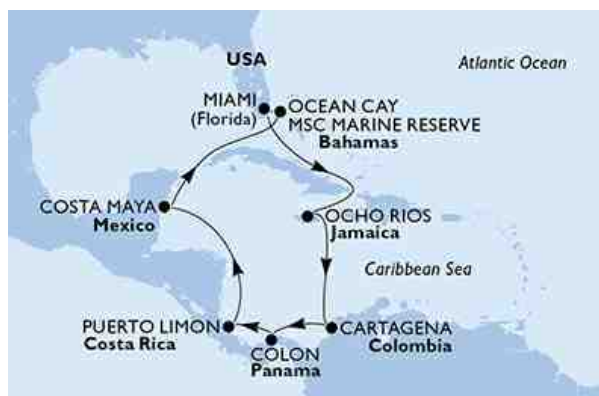 USA
Atlantic Ocean
MIAMI
(Florida)
OCEAN CAY
MSC MARINE RESERVE
Bahamas
COSTA MAYA
Mexico
OCHO RIOS
Jamaica
Caribbean Sea
PUERTO LIMON
Costa Rica
CARTAGENA
Colombia
COLON
Panama